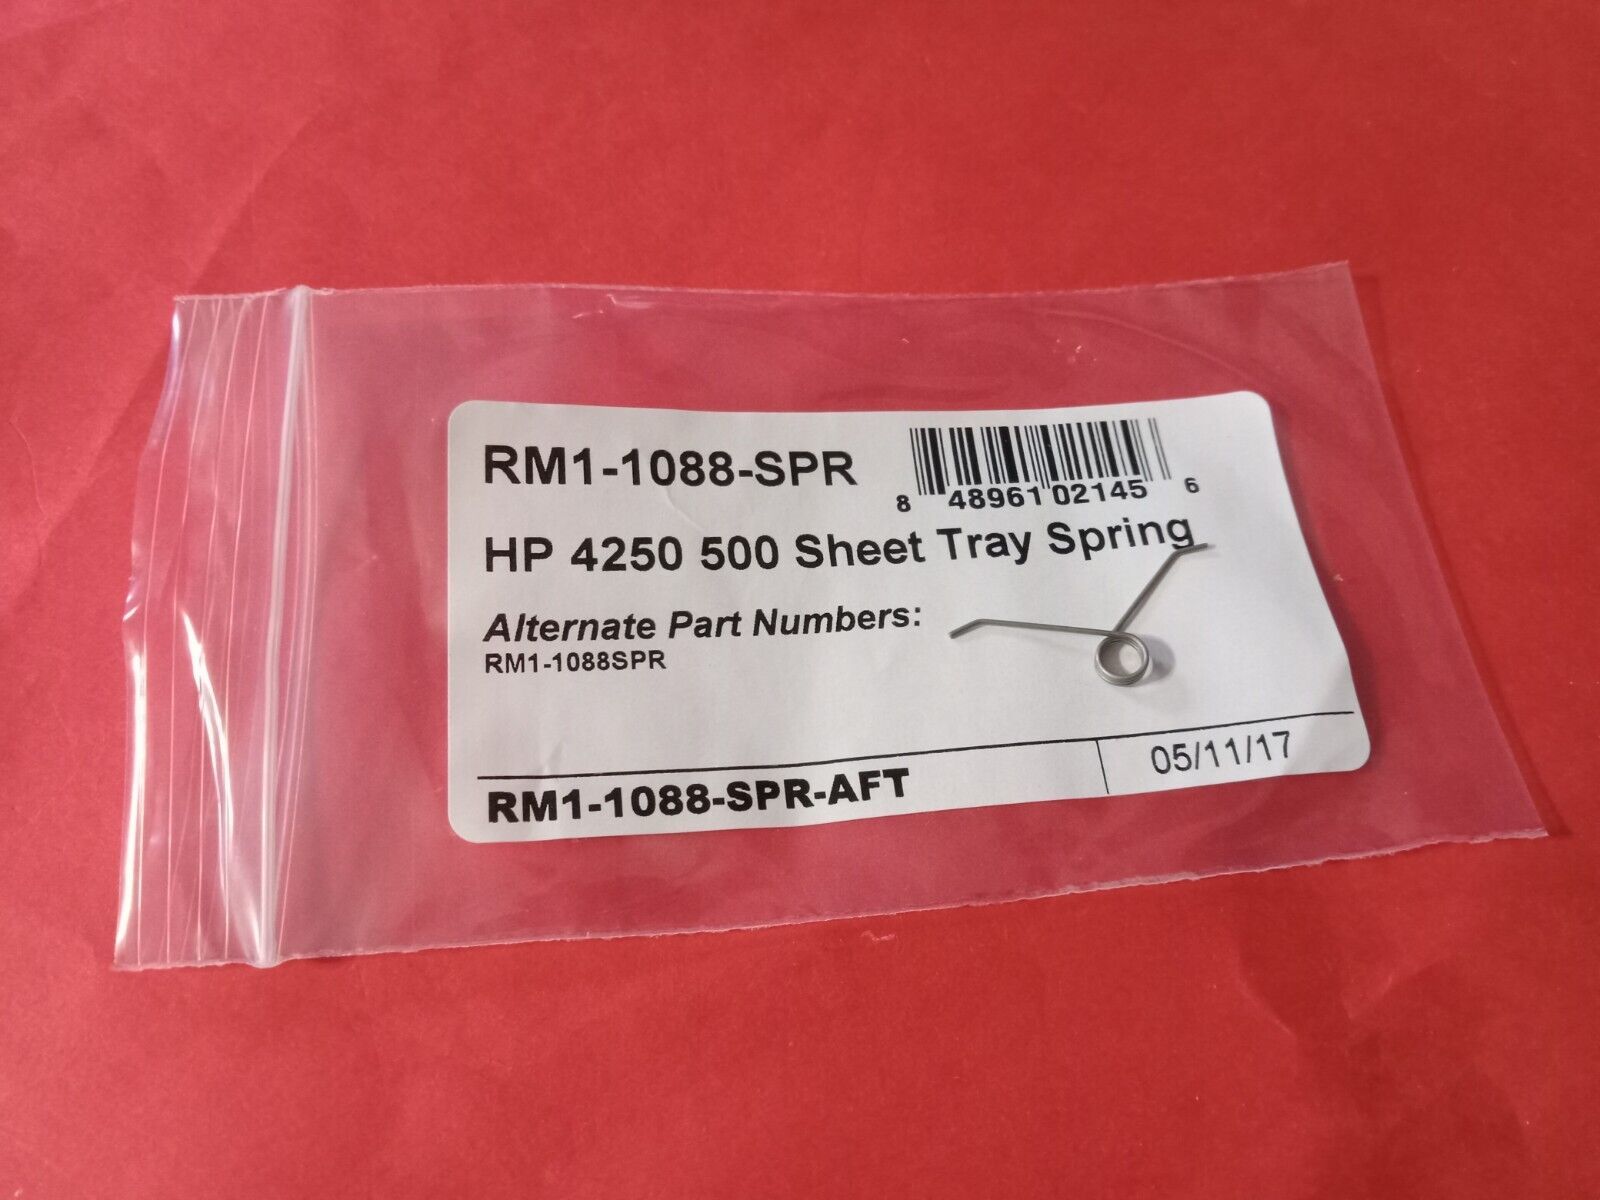 RM1-1088-SPR
8 48961 02145 6
HP 4250 500 Sheet Tray Spring
Alternate Part Numbers:
RM1-1088SPR
RM1-1088-SPR-AFT
05/11/17